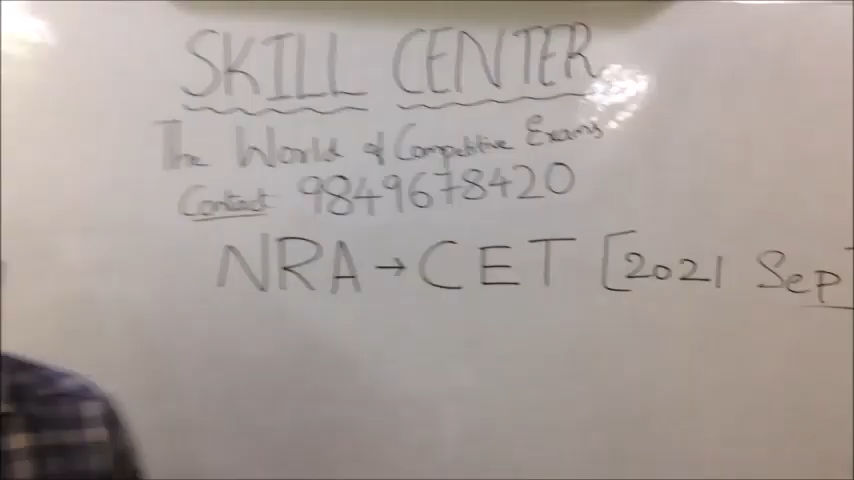 SKILL CENTER
The World of Competitive Exams
Contact 9849678420
NRA → CET [2021 Sep]